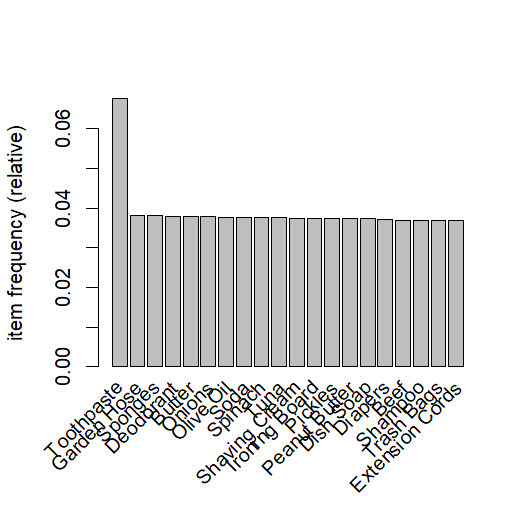 item frequency (relative)
0.06
0.04
0.02
0.00
Toothpaste
Garden Hose
Sponges
Deodorant
Butter
Onions
Olive Oil
Soda
Spinach
Tuna
Shaving Cream
Ironing Board
Pickles
Peanut Butter
Dish Soap
Diapers
Beef
Shampoo
Trash Bags
Extension Cords